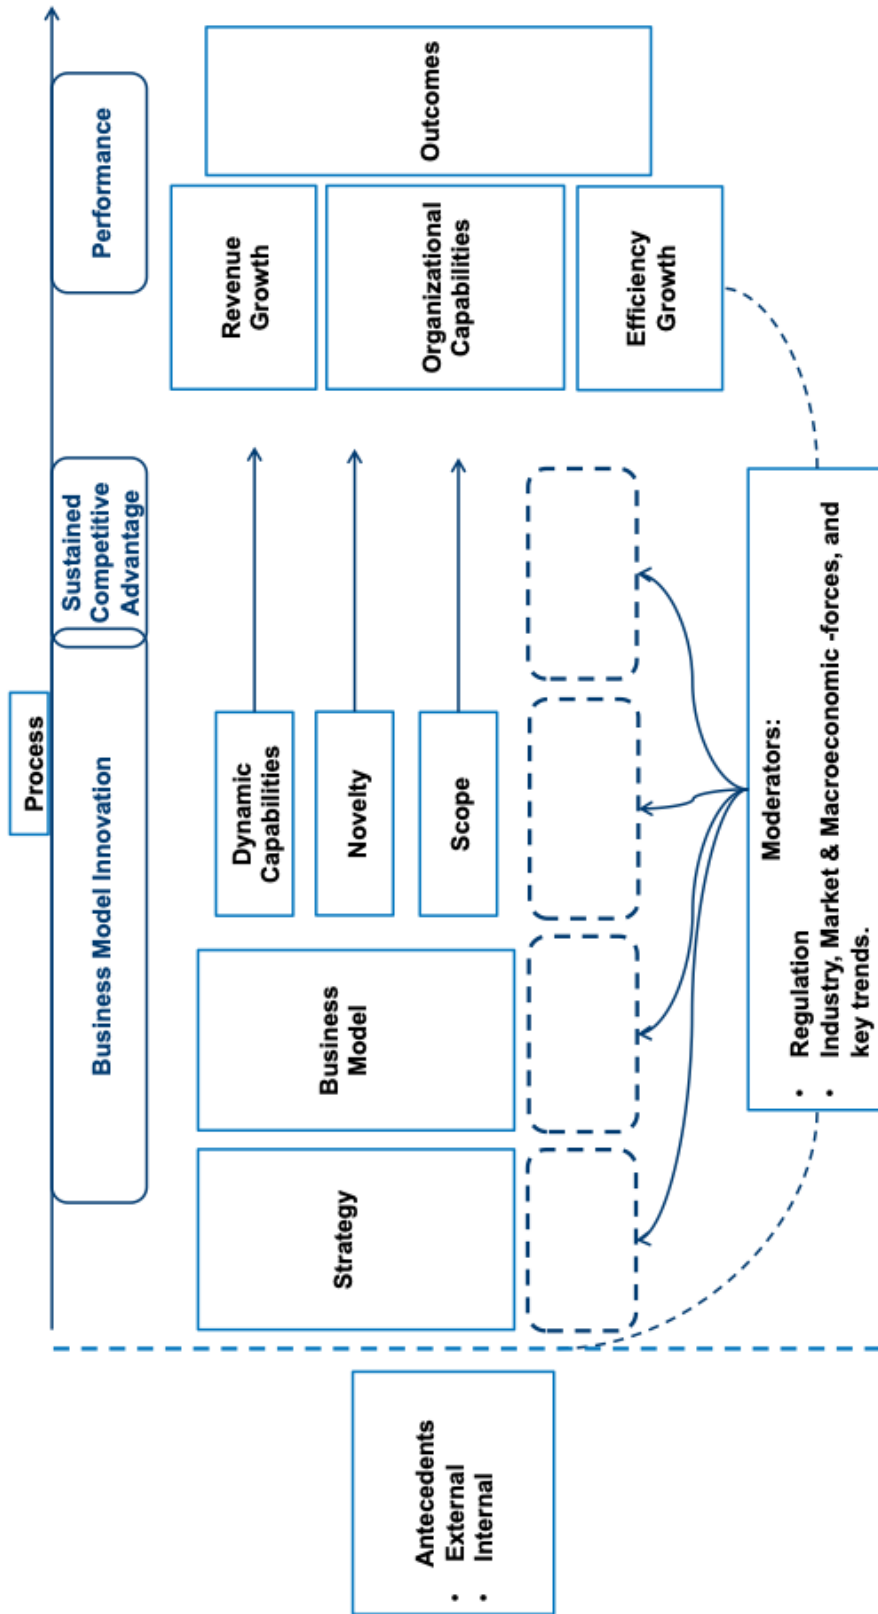 Process
Business Model Innovation
Sustained
Competitive
Advantage
Performance
Antecedents
• External
• Internal
Strategy
Business
Model
Dynamic
Capabilities
Novelty
Scope
Revenue
Growth
Organizational
Capabilities
Efficiency
Growth
Outcomes
Moderators:
• Regulation
• Industry, Market & Macroeconomic -forces, and
key trends.